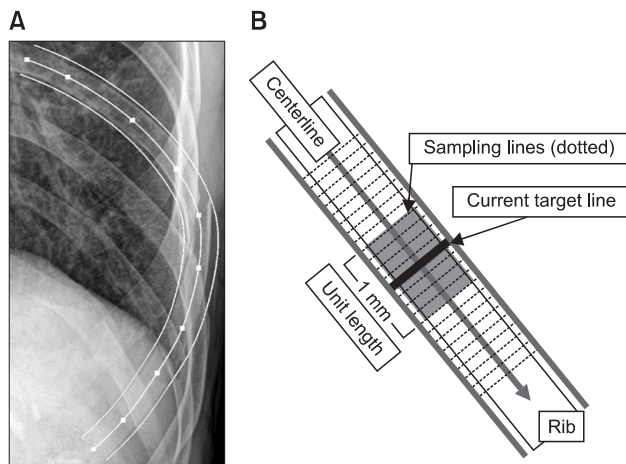 A
B
Centerline
Sampling lines (dotted)
Current target line
1 mm
Unit length
Rib